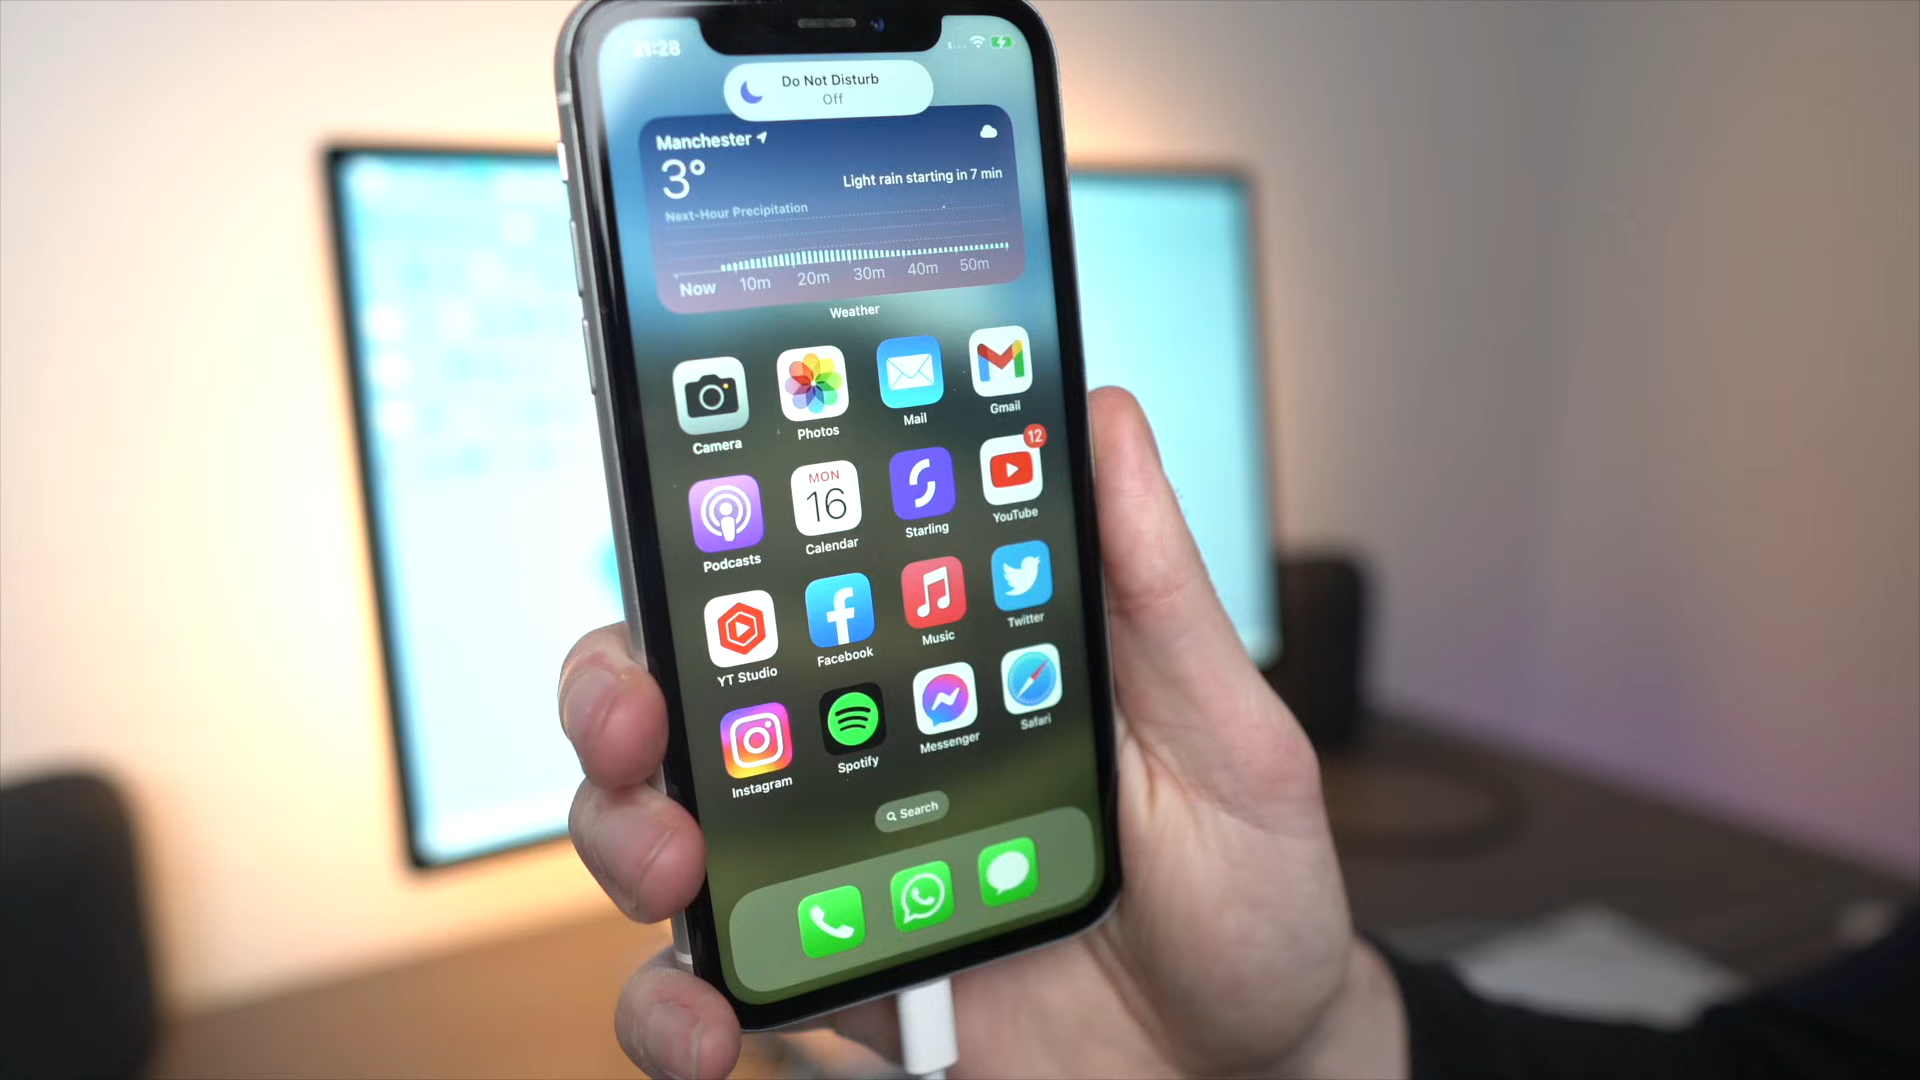 21:28
Do Not Disturb
Off
Manchester
3°
Light rain starting in 7 min
Next-Hour Precipitation
Now 10m 20m 30m 40m 50m
Weather
Camera Photos Mail Gmail
12
MON
16
Podcasts Calendar Starling YouTube
YT Studio Facebook Music Twitter
Instagram Spotify Messenger Safari
Search